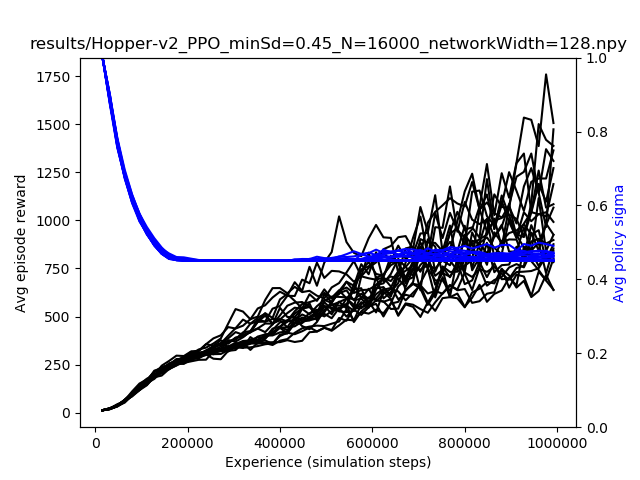 results/Hopper-v2_PPO_minSd=0.45_N=16000_networkWidth=128.npy
1750
1500
1250
1000
750
500
250
0
Avg episode reward
1.0
0.8
0.6
0.4
0.2
0.0
Avg policy sigma
0 200000 400000 600000 800000 1000000
Experience (simulation steps)